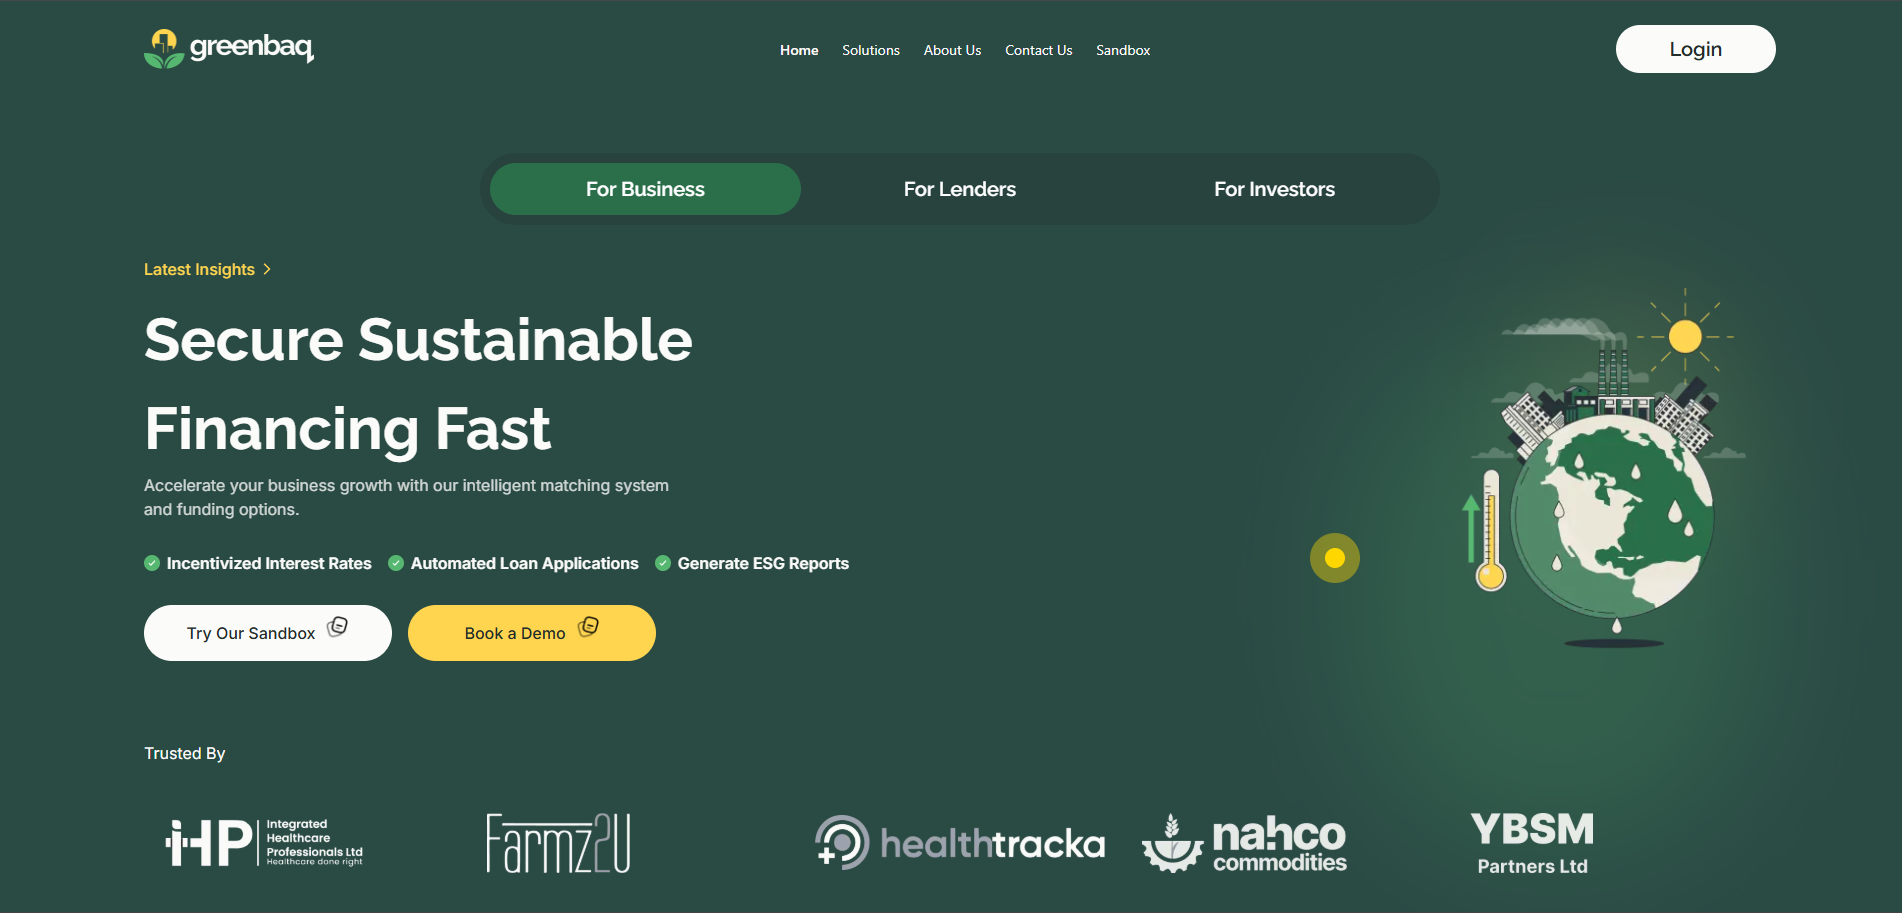 greenbaq
Home
Solutions
About Us
Contact Us
Sandbox
Login
For Business
For Lenders
For Investors
Latest Insights
Secure Sustainable
Financing Fast
Accelerate your business growth with our intelligent matching system
and funding options.
Incentivized Interest Rates
Automated Loan Applications
Generate ESG Reports
Try Our Sandbox
Book a Demo
Trusted By
iHP
Integrated
Healthcare
Professionals Ltd
Healthcare done right
Farmz2U
healthtracka
nahco
commodities
YBSM
Partners Ltd